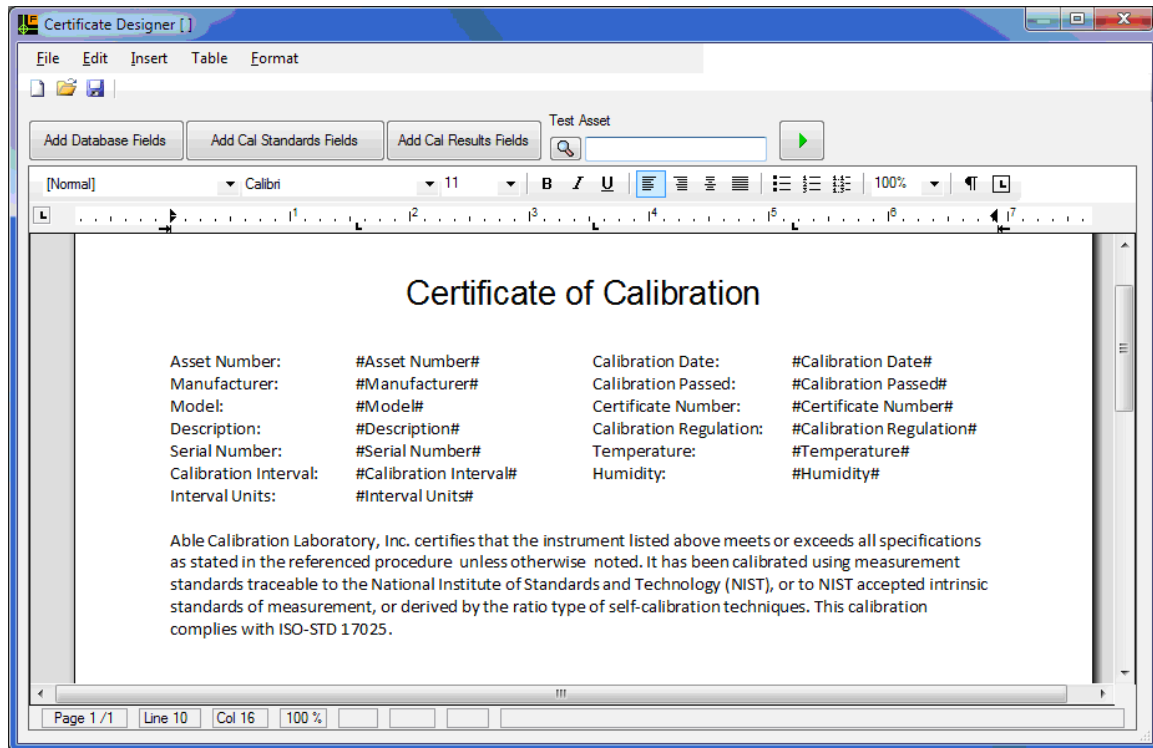 Certificate Designer [ ]
File Edit Insert Table Format
Test Asset
Add Database Fields Add Cal Standards Fields Add Cal Results Fields
[Normal] Calibri 11 B I U 100% ¶ L
L 1 2 3 4 5 6 7
Certificate of Calibration
Asset Number: #Asset Number# Calibration Date: #Calibration Date#
Manufacturer: #Manufacturer# Calibration Passed: #Calibration Passed#
Model: #Model# Certificate Number: #Certificate Number#
Description: #Description# Calibration Regulation: #Calibration Regulation#
Serial Number: #Serial Number# Temperature: #Temperature#
Calibration Interval: #Calibration Interval# Humidity: #Humidity#
Interval Units: #Interval Units#
Able Calibration Laboratory, Inc. certifies that the instrument listed above meets or exceeds all specifications
as stated in the referenced procedure unless otherwise noted. It has been calibrated using measurement
standards traceable to the National Institute of Standards and Technology (NIST), or to NIST accepted intrinsic
standards of measurement, or derived by the ratio type of self-calibration techniques. This calibration
complies with ISO-STD 17025.
Page 1 /1 Line 10 Col 16 100 %